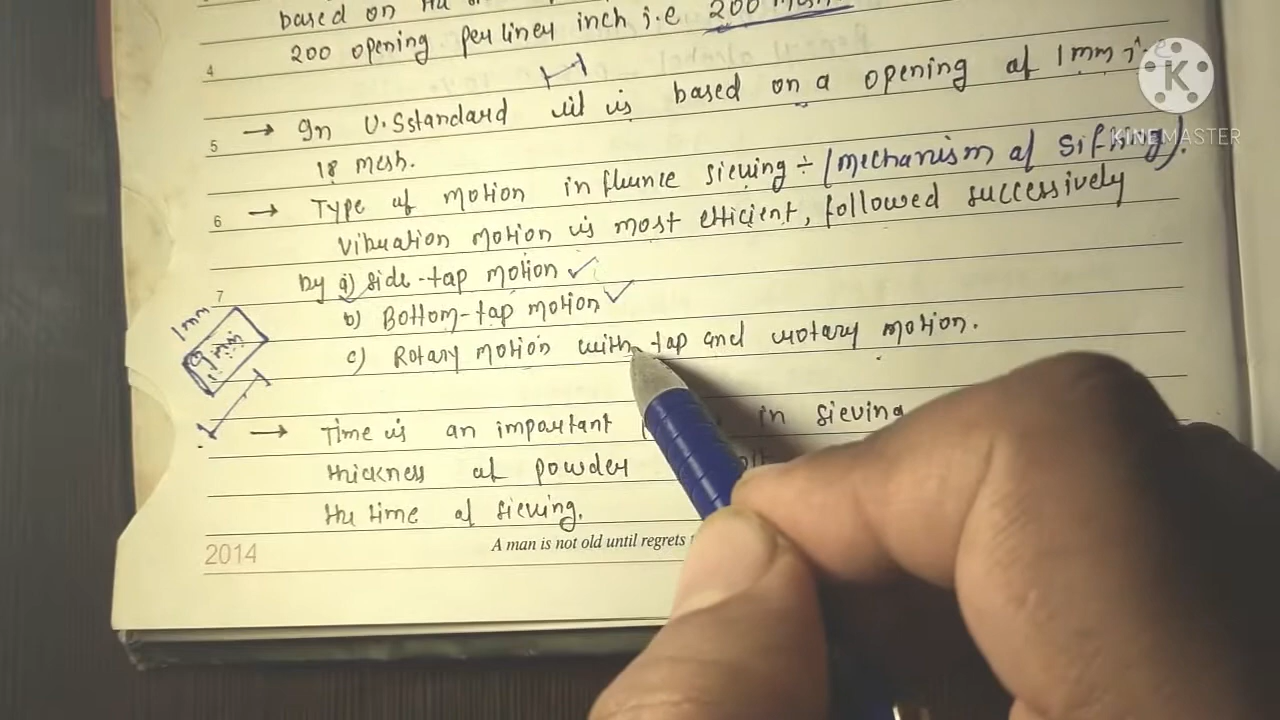 based on
200 opening per liney inch i.e 200 mesh
4
5 → In U.S standard it is based on a opening of 1mm i.e
18 mesh.
6 → Type of motion influence sieving ÷ (mechanism of sifting).
Vibration motion is most efficient, followed successively
7 by a) side-tap motion ✓
b) Bottom-tap motion ✓
c) Rotary motion with tap and rotary motion.
1mm
→ Time is an important in sieving
thickness of powder
the time of sieving.
2014 A man is not old until regrets
K
KINEMASTER